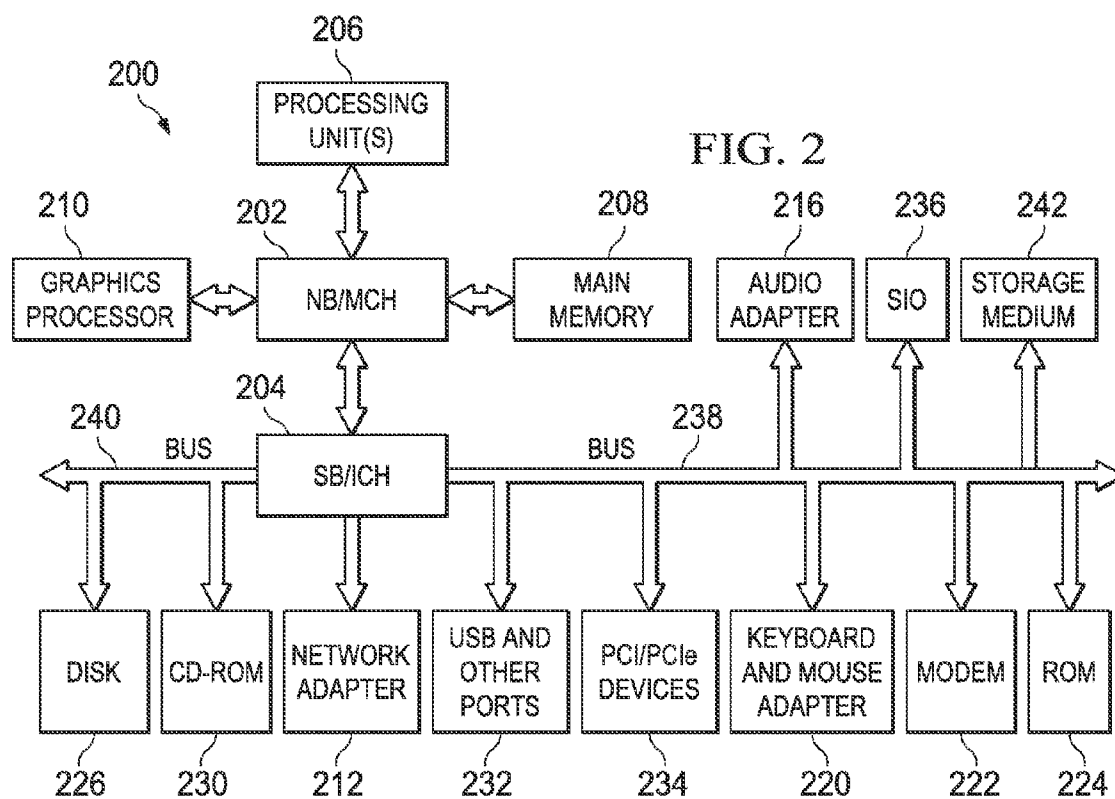 206
200
PROCESSING
UNIT(S)
FIG. 2
210
202
208
216
236
242
GRAPHICS
PROCESSOR
NB/MCH
MAIN
MEMORY
AUDIO
ADAPTER
SIO
STORAGE
MEDIUM
204
240
BUS
SB/ICH
BUS
238
DISK
CD-ROM
NETWORK
ADAPTER
USB AND
OTHER
PORTS
PCI/PCIe
DEVICES
KEYBOARD
AND MOUSE
ADAPTER
MODEM
ROM
226
230
212
232
234
220
222
224